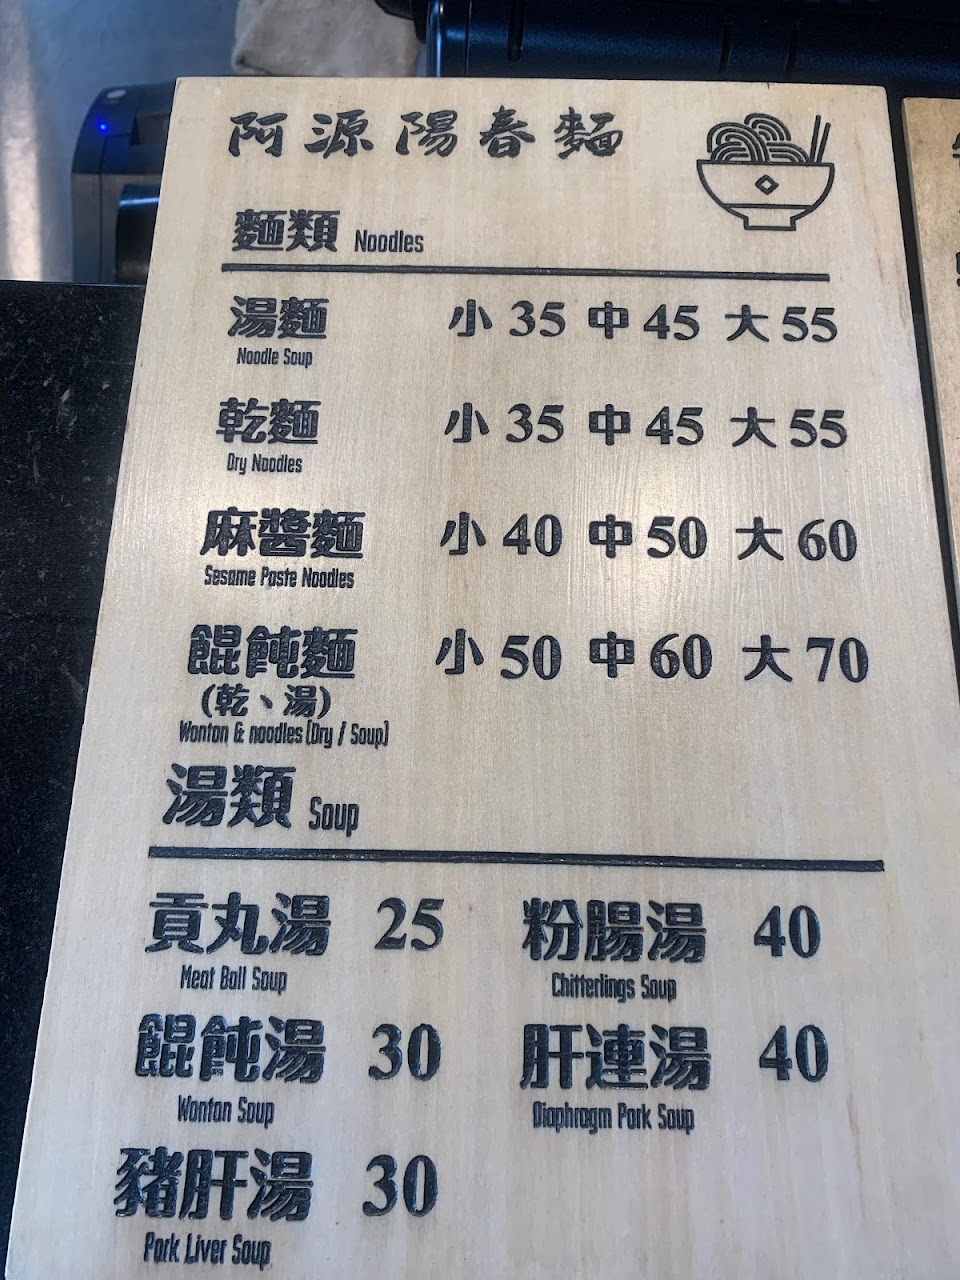 阿源陽春麵
麵類 Noodles
湯麵 小 35 中 45 大 55
Noodle Soup
乾麵 小 35 中 45 大 55
Dry Noodles
麻醬麵 小 40 中 50 大 60
Sesame Paste Noodles
餛飩麵 小 50 中 60 大 70
(乾、湯)
Wonton & noodles (Dry / Soup)
湯類 Soup
貢丸湯 25 粉腸湯 40
Meat Ball Soup Chitterlings Soup
餛飩湯 30 肝連湯 40
Wonton Soup Diaphragm Pork Soup
豬肝湯 30
Pork Liver Soup